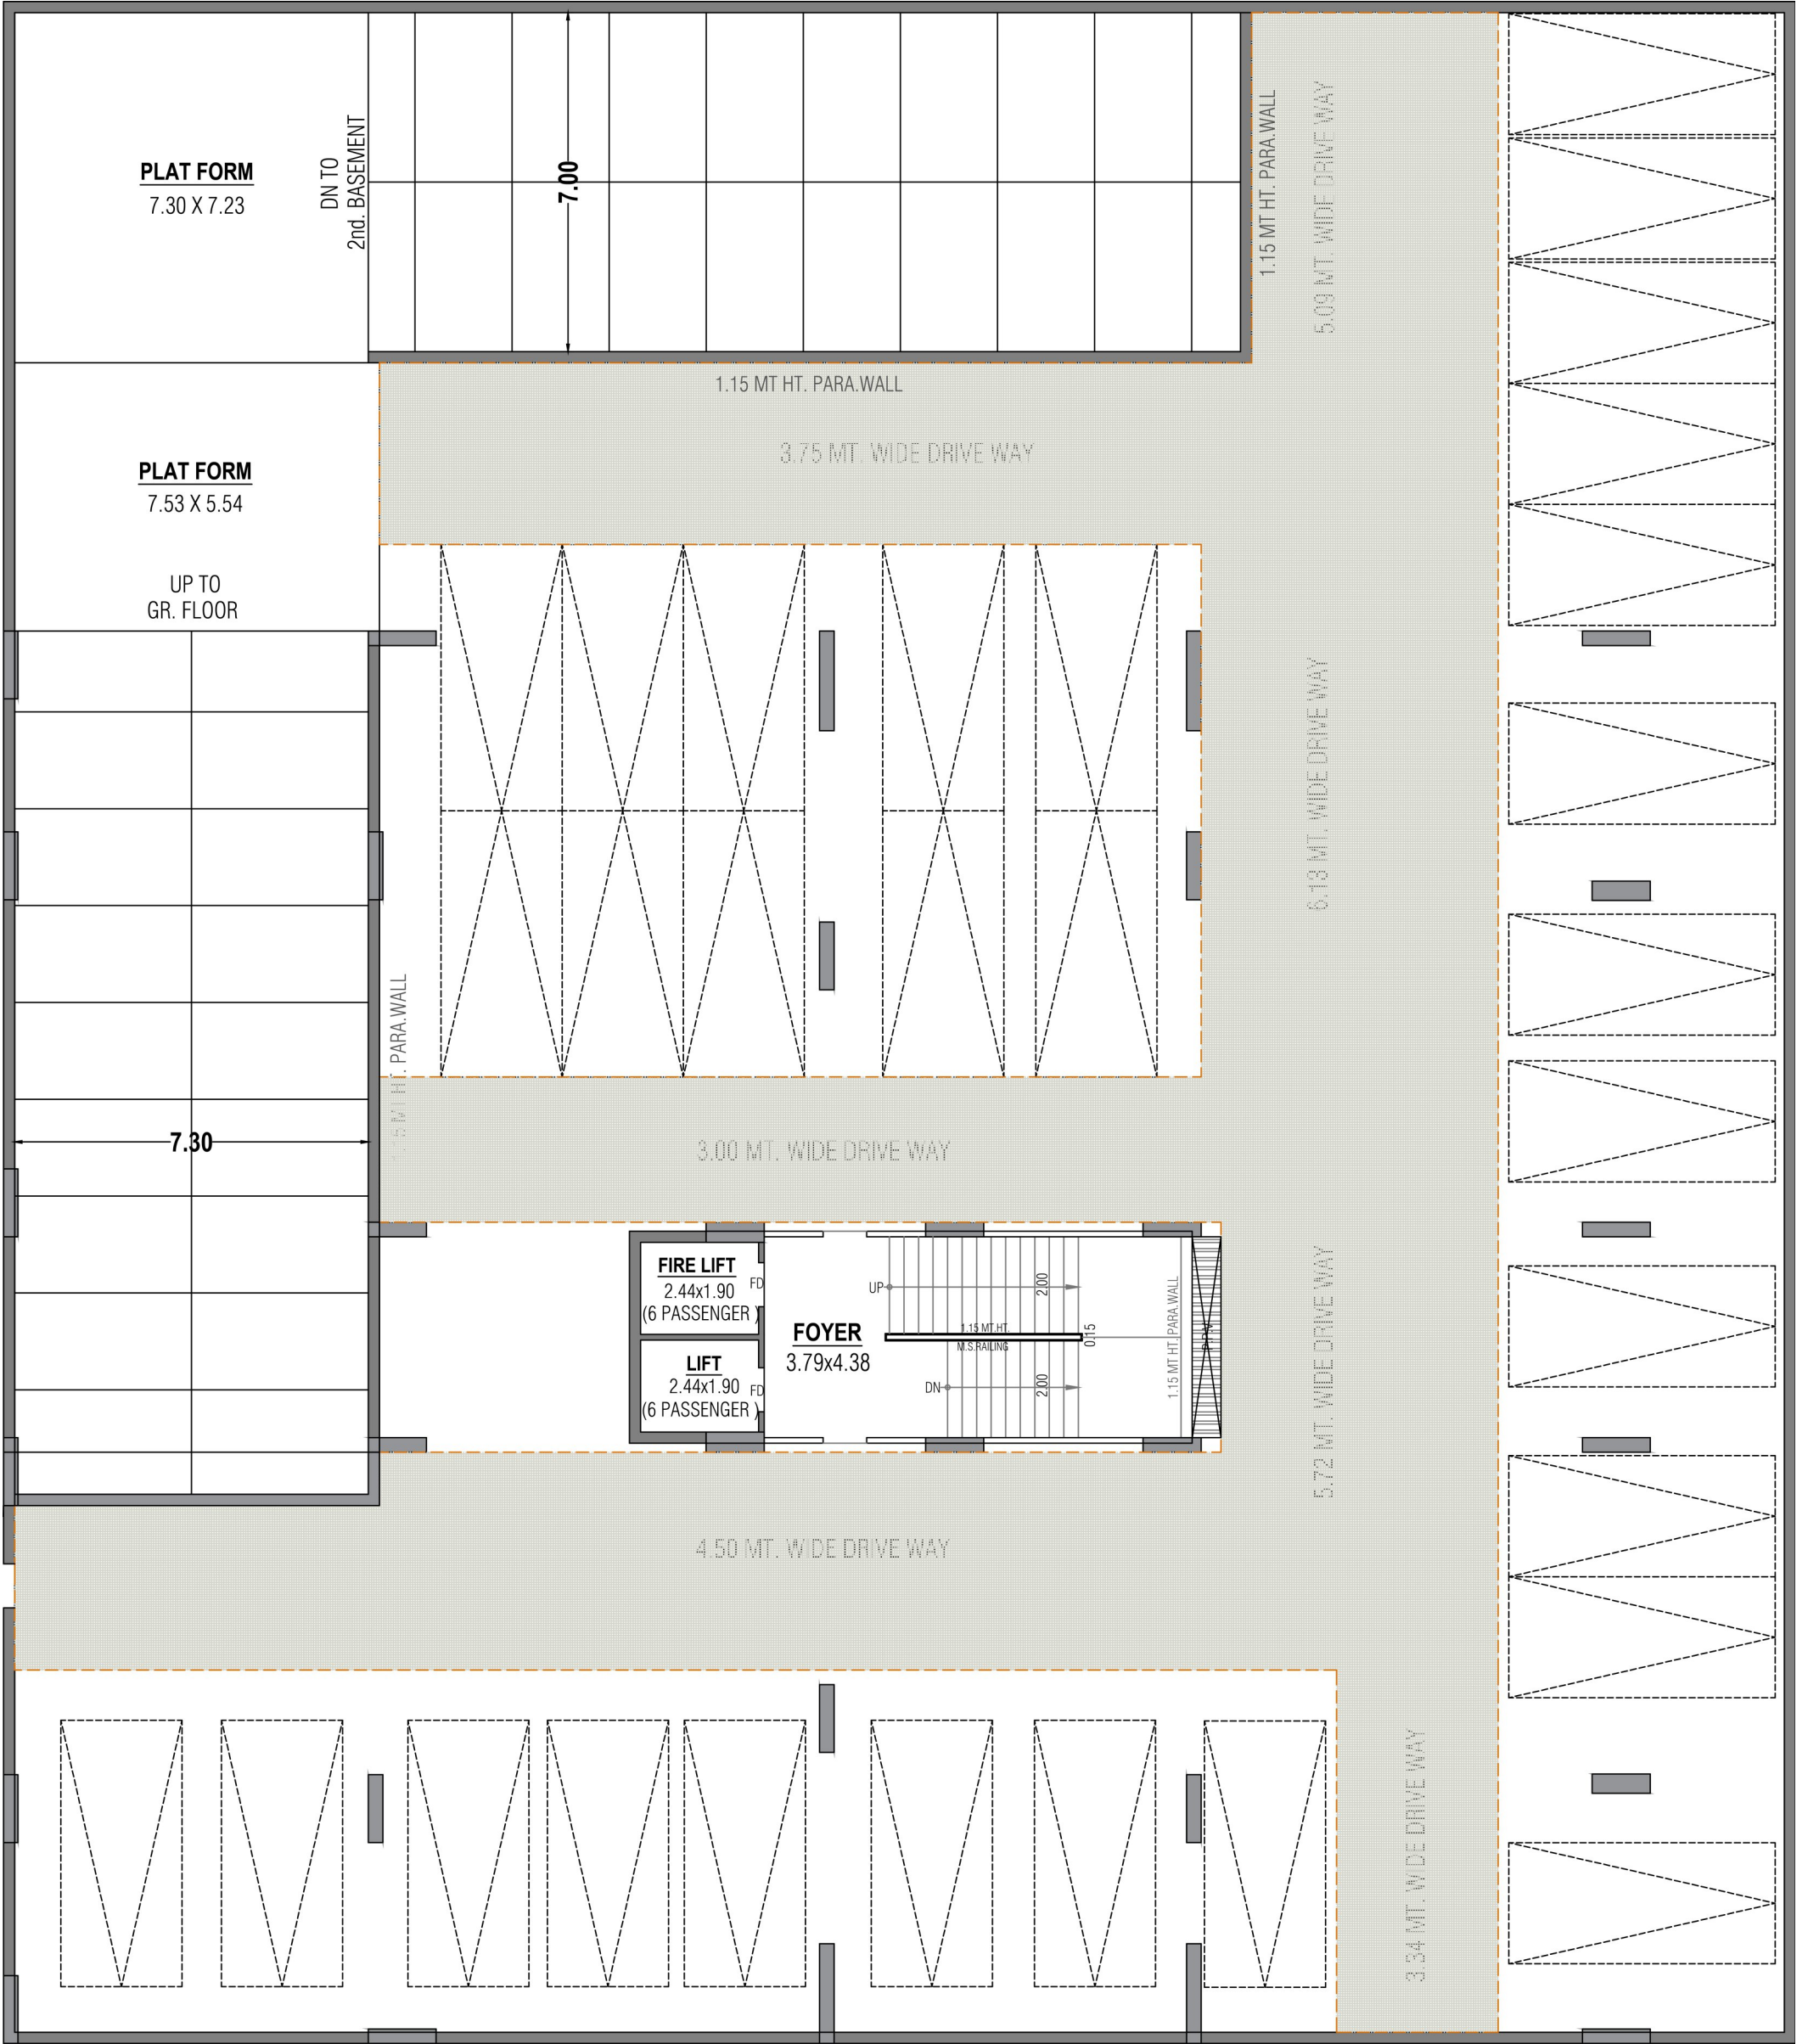 PLAT FORM
7.30 X 7.23
DN TO
2nd. BASEMENT
7.00
1.15 MT HT. PARA.WALL
5.09 MT. WIDE DRIVE WAY
1.15 MT HT. PARA.WALL
3.75 MT. WIDE DRIVE WAY
PLAT FORM
7.53 X 5.54
UP TO
GR. FLOOR
6.13 MT. WIDE DRIVE WAY
1.15 MT HT. PARA.WALL
7.30
3.00 MT. WIDE DRIVE WAY
FIRE LIFT
2.44x1.90
(6 PASSENGER )
FD
LIFT
2.44x1.90
(6 PASSENGER )
FD
FOYER
3.79x4.38
UP
2.00
1.15 MT.HT.
M.S.RAILING
0.15
DN
2.00
1.15 MT HT. PARA.WALL
5.72 MT. WIDE DRIVE WAY
4.50 MT. WIDE DRIVE WAY
3.34 MT. WIDE DRIVE WAY